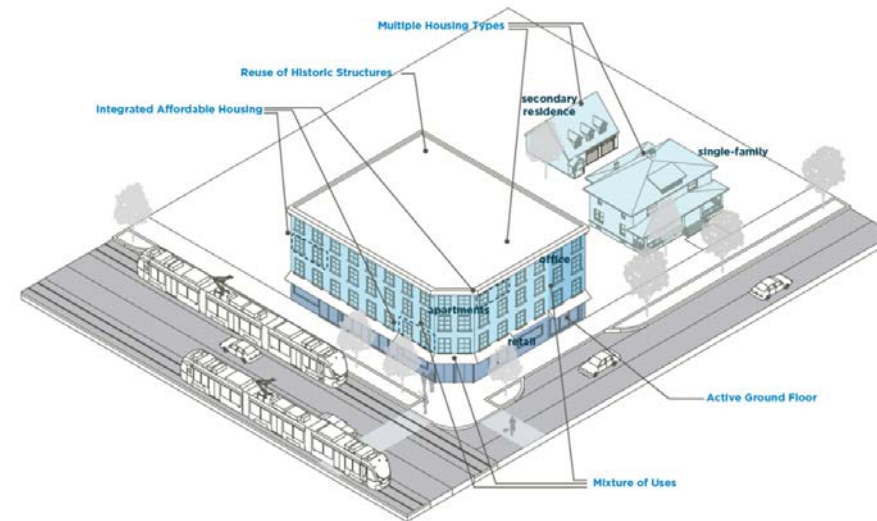 Multiple Housing Types
Reuse of Historic Structures
Integrated Affordable Housing
secondary
residence
single-family
office
apartments
retail
Active Ground Floor
Mixture of Uses